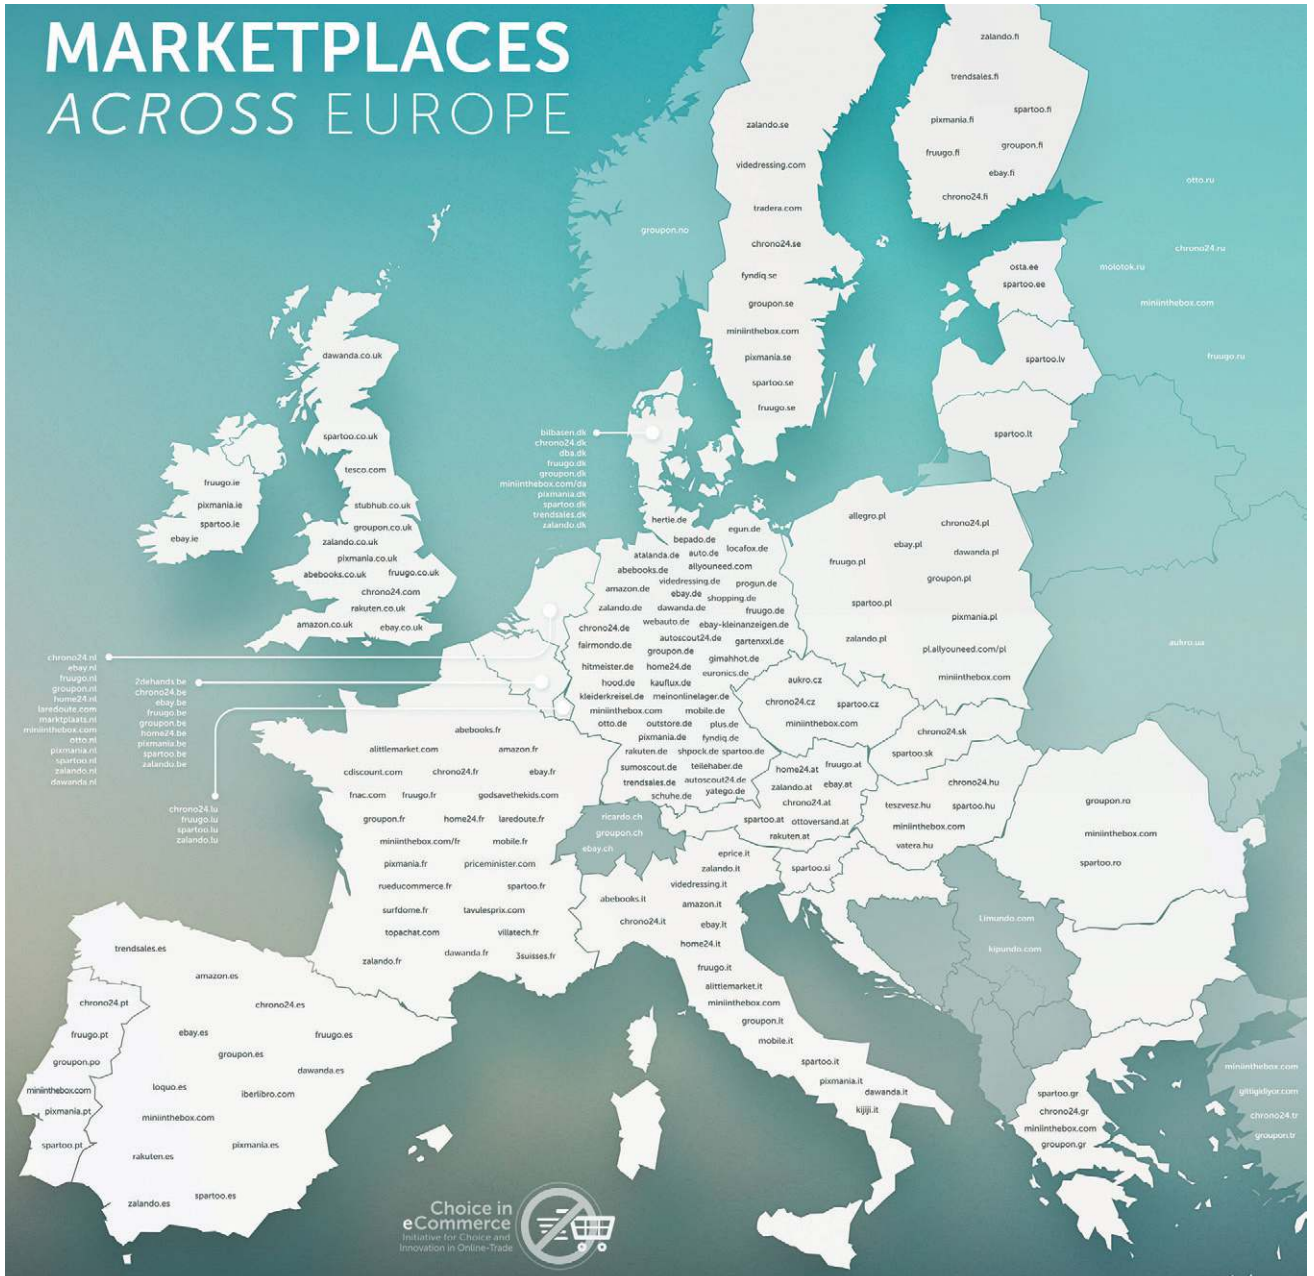 MARKETPLACES
ACROSS EUROPE
zalando.fi
trendsales.fi
spartoo.fi
pixmania.fi
groupon.fi
fruugo.fi
ebay.fi
chrono24.fi
zalando.se
videdressing.com
tradera.com
chrono24.se
fyndiq.se
groupon.se
miniinthebox.com
pixmania.se
spartoo.se
fruugo.se
groupon.no
otto.ru
chrono24.ru
molotok.ru
miniinthebox.com
fruugo.ru
osta.ee
spartoo.ee
spartoo.lv
spartoo.lt
dawanda.co.uk
spartoo.co.uk
tesco.com
stubhub.co.uk
groupon.co.uk
zalando.co.uk
pixmania.co.uk
abebooks.co.uk fruugo.co.uk
chrono24.com
rakuten.co.uk
amazon.co.uk ebay.co.uk
fruugo.ie
pixmania.ie
spartoo.ie
ebay.ie
bilbasen.dk
chrono24.dk
dba.dk
fruugo.dk
groupon.dk
miniinthebox.com/da
pixmania.dk
spartoo.dk
trendsales.dk
zalando.dk
hertie.de
egun.de
bepado.de
locafox.de
atalanda.de auto.de
abebooks.de allyouneed.com
videdressing.de progun.de
amazon.de ebay.de shopping.de
zalando.de dawanda.de fruugo.de
webauto.de ebay-kleinanzeigen.de
chrono24.de autoscout24.de gartenxxl.de
fairmondo.de groupon.de
gimahhot.de
hitmeister.de home24.de euronics.de
hood.de kauflux.de
kleiderkreisel.de meinonlinelager.de
miniinthebox.com mobile.de
otto.de outstore.de plus.de
pixmania.de fyndiq.de
rakuten.de shpock.de spartoo.de
sumoscout.de teilehaber.de
trendsales.de autoscout24.de
schuhe.de yatego.de
allegro.pl
chrono24.pl
ebay.pl
dawanda.pl
fruugo.pl
groupon.pl
spartoo.pl
pixmania.pl
zalando.pl
pl.allyouneed.com/pl
miniinthebox.com
aukro.ua
chrono24.nl
ebay.nl
fruugo.nl
groupon.nl
home24.nl
laredoute.com
marktplaats.nl
miniinthebox.com
otto.nl
pixmania.nl
spartoo.nl
zalando.nl
dawanda.nl
2dehands.be
chrono24.be
ebay.be
fruugo.be
groupon.be
home24.be
pixmania.be
spartoo.be
zalando.be
chrono24.lu
fruugo.lu
spartoo.lu
zalando.lu
abebooks.fr
alittlemarket.com amazon.fr
cdiscount.com chrono24.fr ebay.fr
fnac.com fruugo.fr godsavethekids.com
groupon.fr home24.fr laredoute.fr
miniinthebox.com/fr mobile.fr
pixmania.fr priceminister.com
rueducommerce.fr spartoo.fr
surfdome.fr lavulesprix.com
topachat.com villatech.fr
zalando.fr dawanda.fr 3suisses.fr
aukro.cz
chrono24.cz spartoo.cz
miniinthebox.com
chrono24.sk
spartoo.sk
home24.at fruugo.at
zalando.at ebay.at
chrono24.at
spartoo.at ottoversand.at
rakuten.at
chrono24.hu
teszvesz.hu spartoo.hu
miniinthebox.com
vatera.hu
groupon.ro
miniinthebox.com
spartoo.ro
ricardo.ch
groupon.ch
ebay.ch
spartoo.si
eprice.it
zalando.it
videdressing.it
abebooks.it amazon.it
chrono24.it ebay.it
home24.it
fruugo.it
alittlemarket.it
miniinthebox.com
groupon.it
mobile.it
spartoo.it
pixmania.it
dawanda.it
kijiji.it
Limundo.com
kipundo.com
trendsales.es
amazon.es
chrono24.es
ebay.es fruugo.es
groupon.es
dawanda.es
loquo.es iberlibro.com
miniinthebox.com
pixmania.es
rakuten.es
zalando.es spartoo.es
chrono24.pt
fruugo.pt
groupon.po
miniinthebox.com
pixmania.pt
spartoo.pt
spartoo.gr
chrono24.gr
miniinthebox.com
groupon.gr
miniinthebox.com
gittigidiyor.com
chrono24.tr
groupon.tr
Choice in
eCommerce
Initiative for Choice and
Innovation in Online-Trade